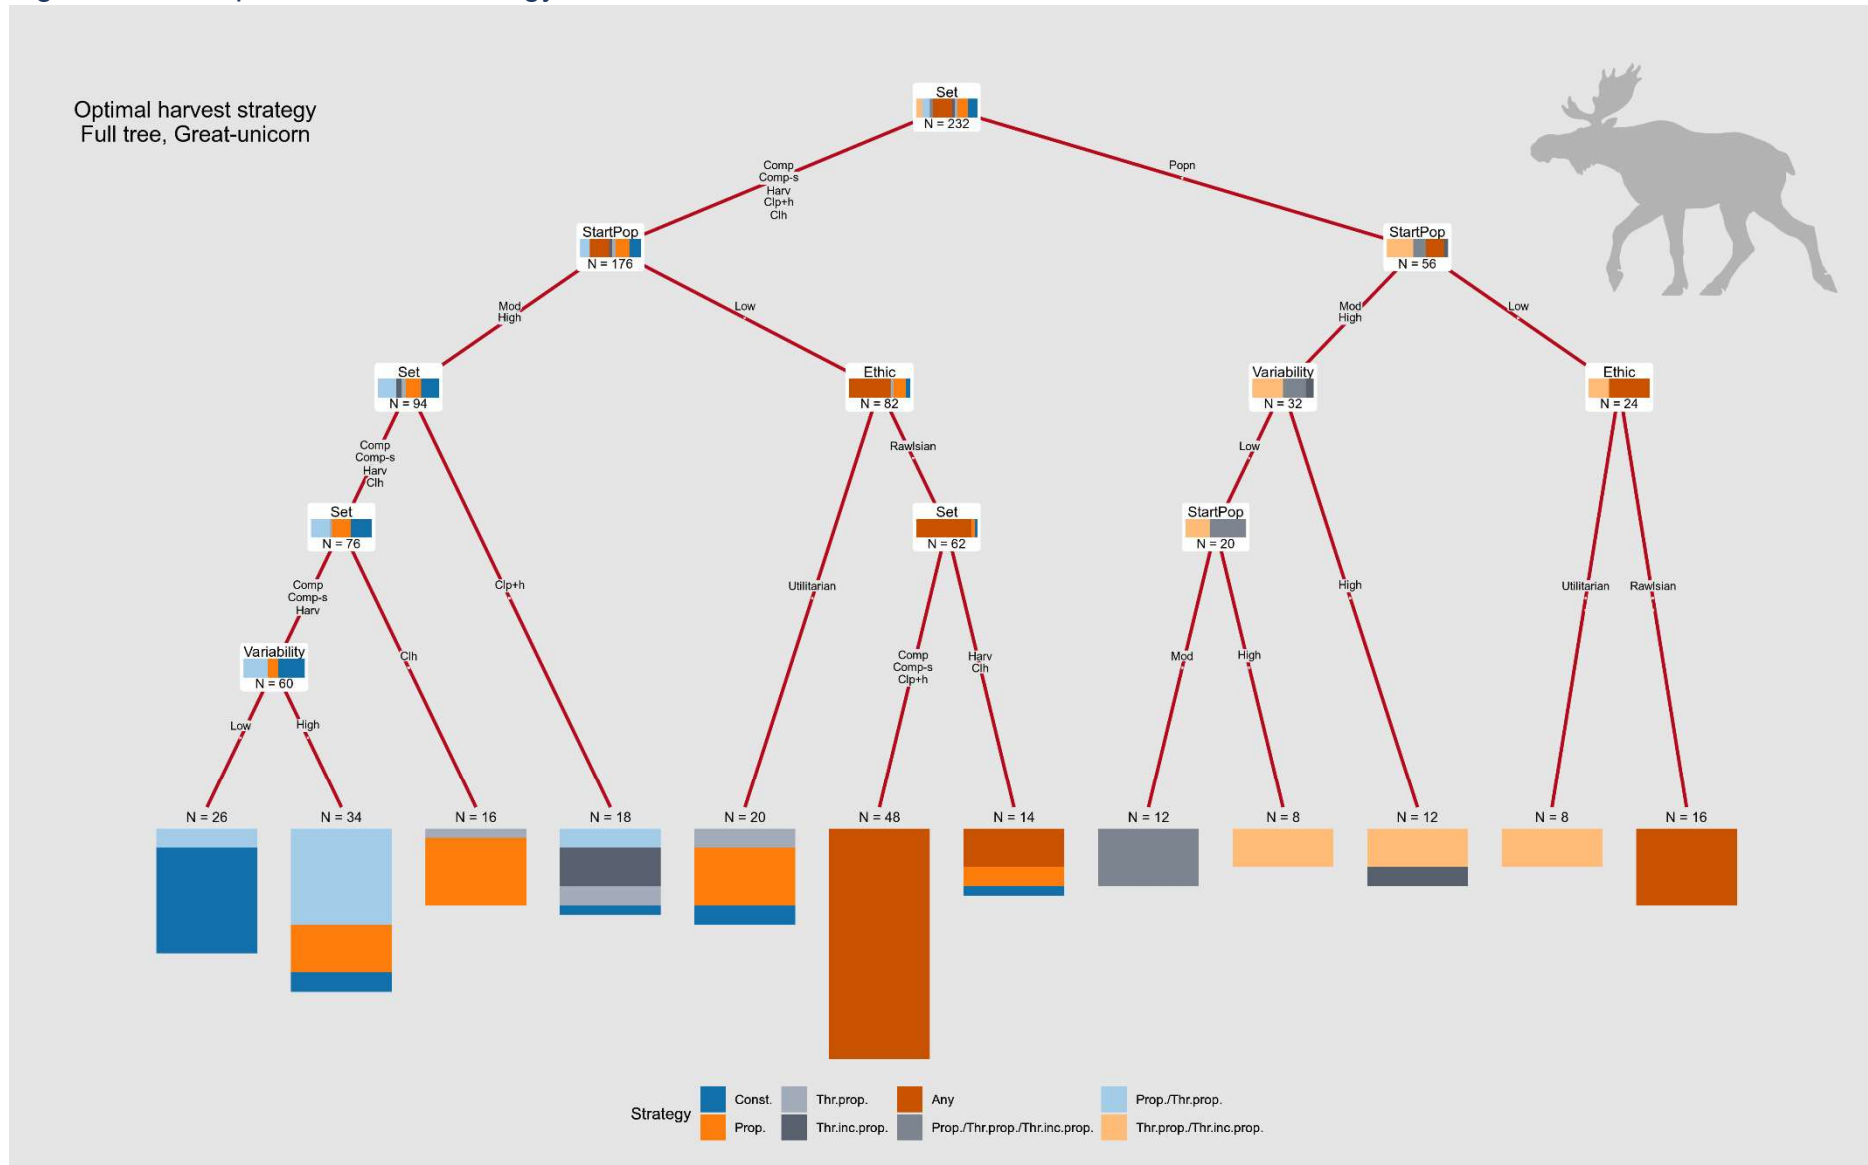 Optimal harvest strategy
Full tree, Great-unicorn
Set
N = 232
Comp
Comp-s
Harv
Clp+h
Clh
Popn
StartPop
N = 176
StartPop
N = 56
Mod
High
Low
Mod
High
Low
Set
N = 94
Ethic
N = 82
Variability
N = 32
Ethic
N = 24
Comp
Comp-s
Harv
Clh
Rawlsian
Low
Set
N = 76
Set
N = 62
StartPop
N = 20
Comp
Comp-s
Harv
Clp+h
Utilitarian
High
Utilitarian
Rawlsian
Variability
N = 60
Clh
Comp
Comp-s
Clp+h
Harv
Clh
Mod
High
Low
High
N = 26
N = 34
N = 16
N = 18
N = 20
N = 48
N = 14
N = 12
N = 8
N = 12
N = 8
N = 16
Strategy
Const.
Thr.prop.
Any
Prop./Thr.prop.
Prop.
Thr.inc.prop.
Prop./Thr.prop./Thr.inc.prop.
Thr.prop./Thr.inc.prop.